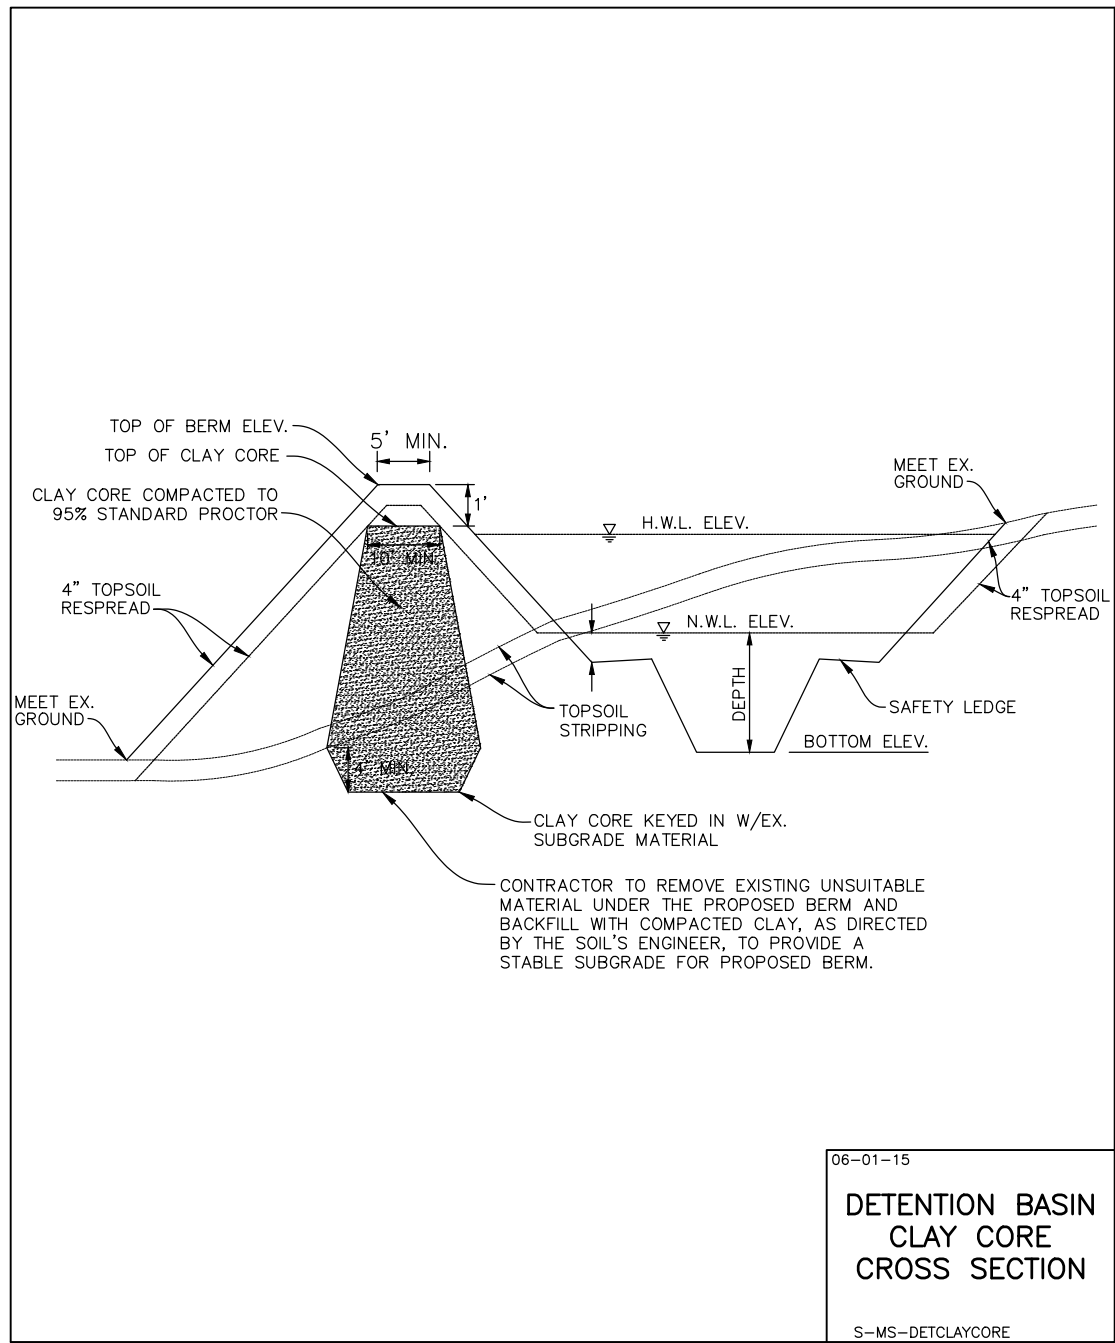 TOP OF BERM ELEV.
5' MIN.
TOP OF CLAY CORE
MEET EX.
GROUND
CLAY CORE COMPACTED TO
95% STANDARD PROCTOR
1'
H.W.L. ELEV.
10' MIN.
4" TOPSOIL
RESPREAD
4" TOPSOIL
RESPREAD
N.W.L. ELEV.
DEPTH
MEET EX.
GROUND
TOPSOIL
STRIPPING
SAFETY LEDGE
BOTTOM ELEV.
4' MIN.
CLAY CORE KEYED IN W/EX.
SUBGRADE MATERIAL
CONTRACTOR TO REMOVE EXISTING UNSUITABLE
MATERIAL UNDER THE PROPOSED BERM AND
BACKFILL WITH COMPACTED CLAY, AS DIRECTED
BY THE SOIL'S ENGINEER, TO PROVIDE A
STABLE SUBGRADE FOR PROPOSED BERM.
06-01-15
DETENTION BASIN
CLAY CORE
CROSS SECTION
S-MS-DETCLAYCORE